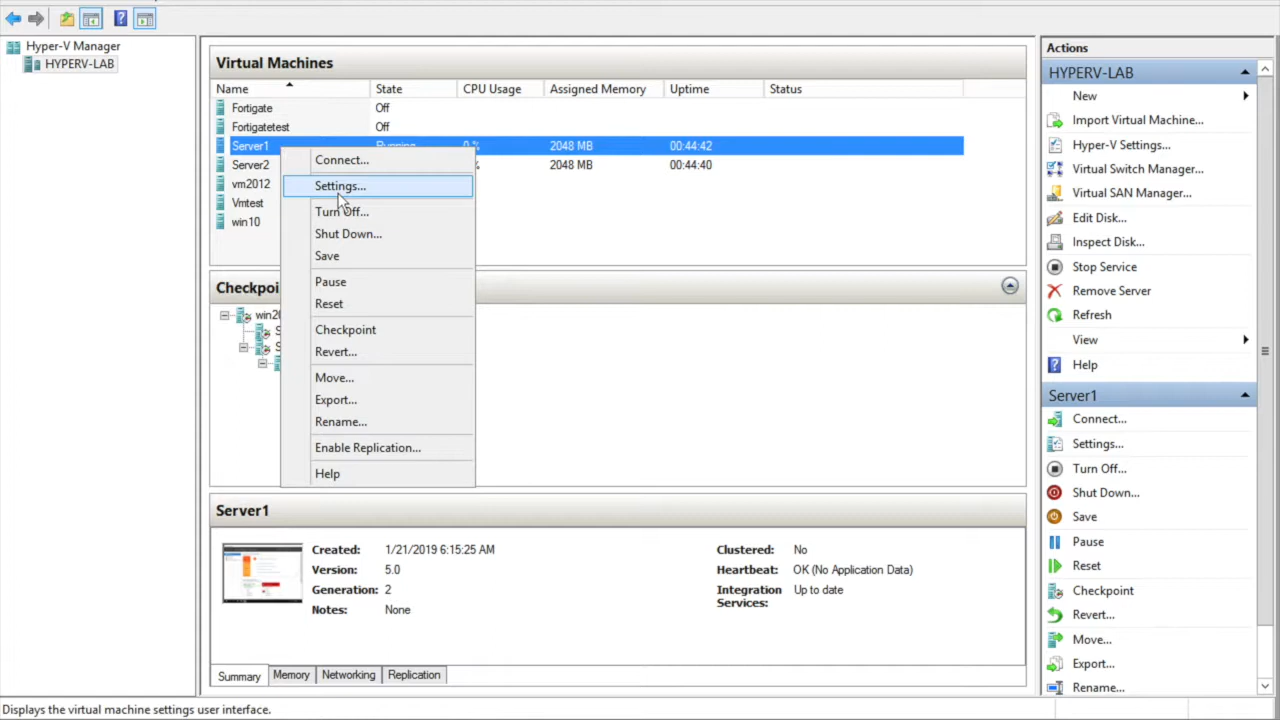 Hyper-V Manager
HYPERV-LAB
Virtual Machines
Name State CPU Usage Assigned Memory Uptime Status
Fortigate Off
Fortigatetest Off
Server1 Running 0 % 2048 MB 00:44:42
Server2 % 2048 MB 00:44:40
vm2012
Vmtest
win10
Connect...
Settings...
Turn Off...
Shut Down...
Save
Pause
Reset
Checkpoint
Revert...
Move...
Export...
Rename...
Enable Replication...
Help
Server1
Created: 1/21/2019 6:15:25 AM
Version: 5.0
Generation: 2
Notes: None
Clustered: No
Heartbeat: OK (No Application Data)
Integration Services: Up to date
Summary Memory Networking Replication
Actions
HYPERV-LAB
New
Import Virtual Machine...
Hyper-V Settings...
Virtual Switch Manager...
Virtual SAN Manager...
Edit Disk...
Inspect Disk...
Stop Service
Remove Server
Refresh
View
Help
Server1
Connect...
Settings...
Turn Off...
Shut Down...
Save
Pause
Reset
Checkpoint
Revert...
Move...
Export...
Rename...
Displays the virtual machine settings user interface.